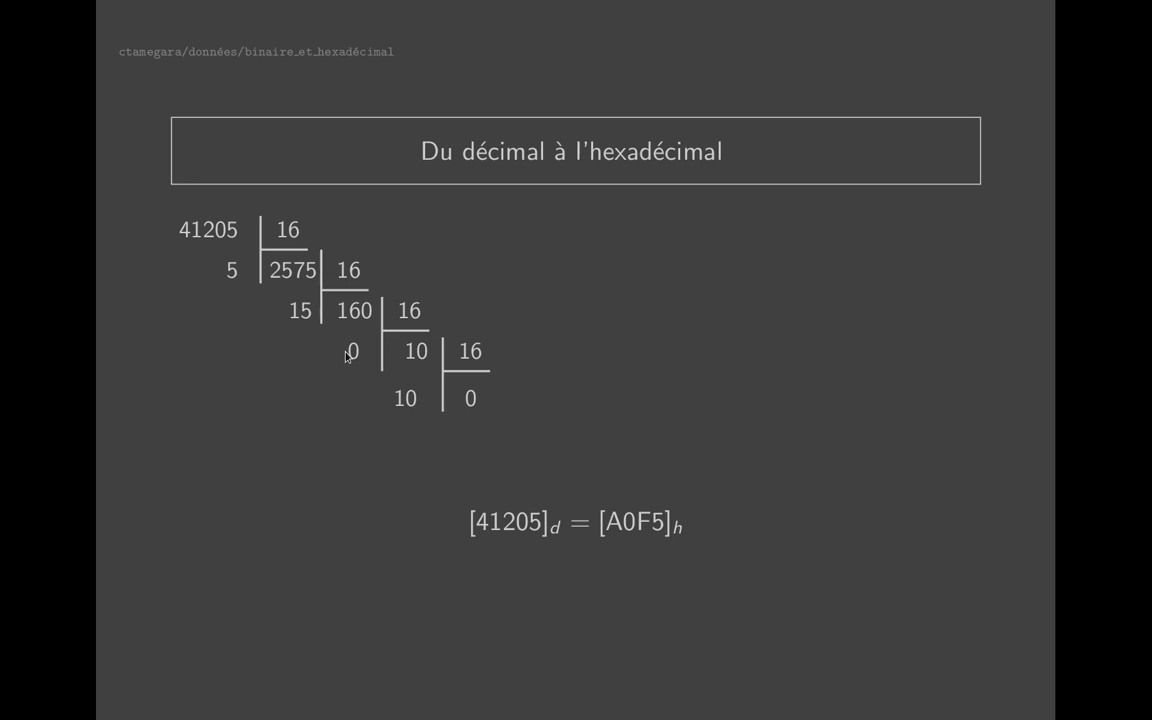 ctamegara/données/binaire_et_hexadécimal
Du décimal à l'hexadécimal
41205 16
5 2575 16
15 160 16
0 10 16
10 0
[41205]d = [A0F5]h